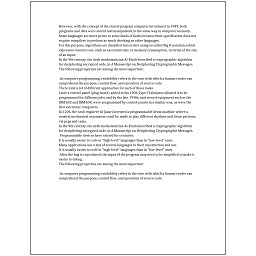 However, with the concept of the stored-program computer introduced in 1949, both
programs and data were stored and manipulated in the same way in computer memory.
Some languages are more prone to some kinds of faults because their specification does not
require compilers to perform as much checking as other languages.
For this purpose, algorithms are classified into orders using so-called Big O notation, which
expresses resource use, such as execution time or memory consumption, in terms of the size
of an input.
In the 9th century, the Arab mathematician Al-Kindi described a cryptographic algorithm
for deciphering encrypted code, in A Manuscript on Deciphering Cryptographic Messages.
The following properties are among the most important:
In computer programming, readability refers to the ease with which a human reader can
comprehend the purpose, control flow, and operation of source code.
There exist a lot of different approaches for each of those tasks.
Later a control panel (plug board) added to his 1906 Type I Tabulator allowed it to be
programmed for different jobs, and by the late 1940s, unit record equipment such as the
IBM 602 and IBM 604, were programmed by control panels in a similar way, as were the
first electronic computers.
In 1206, the Arab engineer Al-Jazari invented a programmable drum machine where a
musical mechanical automaton could be made to play different rhythms and drum patterns,
via pegs and cams.
In the 9th century, the Arab mathematician Al-Kindi described a cryptographic algorithm
for deciphering encrypted code, in A Manuscript on Deciphering Cryptographic Messages.
Programmable devices have existed for centuries.
It is usually easier to code in "high-level" languages than in "low-level" ones.
Many applications use a mix of several languages in their construction and use.
It is usually easier to code in "high-level" languages than in "low-level" ones.
After the bug is reproduced, the input of the program may need to be simplified to make it
easier to debug.
The following properties are among the most important:
In computer programming, readability refers to the ease with which a human reader can
comprehend the purpose, control flow, and operation of source code.